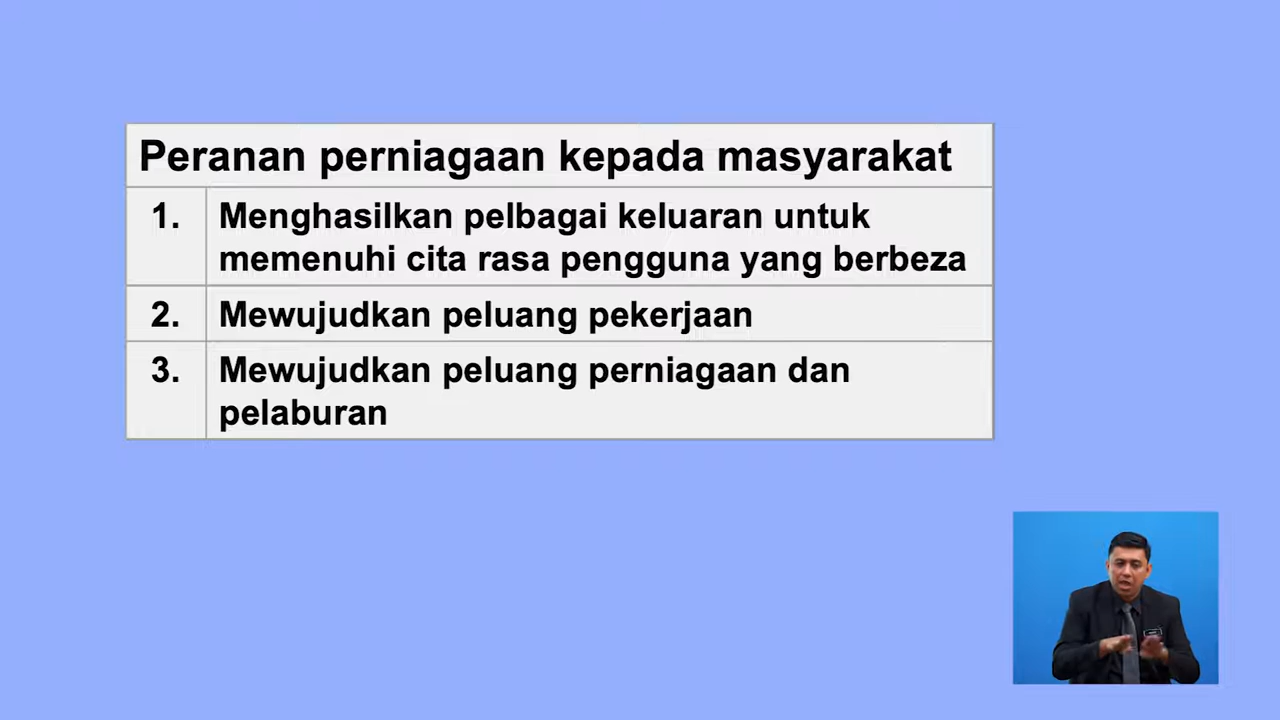 Peranan perniagaan kepada masyarakat
1. Menghasilkan pelbagai keluaran untuk
memenuhi cita rasa pengguna yang berbeza
2. Mewujudkan peluang pekerjaan
3. Mewujudkan peluang perniagaan dan
pelaburan